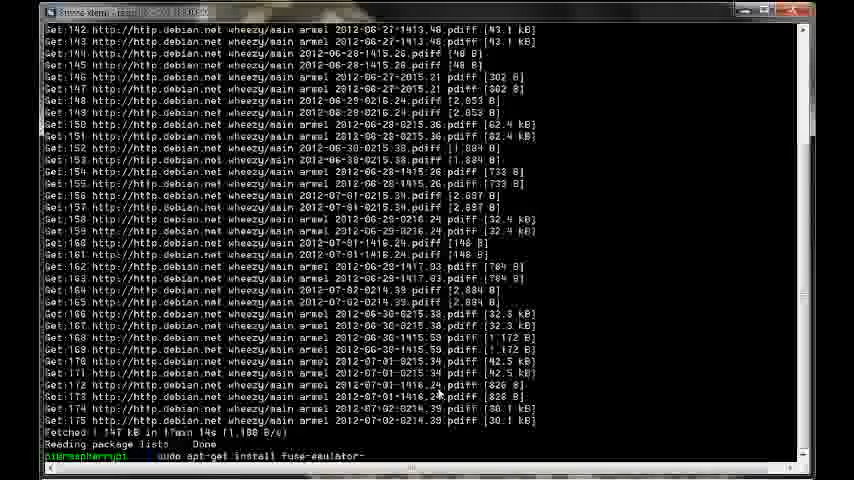 Get:142 http://http.debian.net wheezy/main armel 2012-06-27-1413.48.pdiff [43.1 kB]
Get:143 http://http.debian.net wheezy/main armel 2012-06-27-1413.48.pdiff [43.1 kB]
Get:144 http://http.debian.net wheezy/main armel 2012-06-28-1415.26.pdiff [48 B]
Get:145 http://http.debian.net wheezy/main armel 2012-06-28-1415.26.pdiff [48 B]
Get:146 http://http.debian.net wheezy/main armel 2012-06-27-2015.21.pdiff [302 B]
Get:147 http://http.debian.net wheezy/main armel 2012-06-27-2015.21.pdiff [302 B]
Get:148 http://http.debian.net wheezy/main armel 2012-06-29-0216.24.pdiff [2,853 B]
Get:149 http://http.debian.net wheezy/main armel 2012-06-29-0216.24.pdiff [2,853 B]
Get:150 http://http.debian.net wheezy/main armel 2012-06-28-0215.36.pdiff [62.4 kB]
Get:151 http://http.debian.net wheezy/main armel 2012-06-28-0215.36.pdiff [62.4 kB]
Get:152 http://http.debian.net wheezy/main armel 2012-06-30-0215.38.pdiff [1,884 B]
Get:153 http://http.debian.net wheezy/main armel 2012-06-30-0215.38.pdiff [1,884 B]
Get:154 http://http.debian.net wheezy/main armel 2012-06-28-1415.26.pdiff [733 B]
Get:155 http://http.debian.net wheezy/main armel 2012-06-28-1415.26.pdiff [733 B]
Get:156 http://http.debian.net wheezy/main armel 2012-07-01-0215.34.pdiff [2,697 B]
Get:157 http://http.debian.net wheezy/main armel 2012-07-01-0215.34.pdiff [2,697 B]
Get:158 http://http.debian.net wheezy/main armel 2012-06-29-0216.24.pdiff [32.4 kB]
Get:159 http://http.debian.net wheezy/main armel 2012-06-29-0216.24.pdiff [32.4 kB]
Get:160 http://http.debian.net wheezy/main armel 2012-07-01-1416.24.pdiff [148 B]
Get:161 http://http.debian.net wheezy/main armel 2012-07-01-1416.24.pdiff [148 B]
Get:162 http://http.debian.net wheezy/main armel 2012-06-29-1417.03.pdiff [784 B]
Get:163 http://http.debian.net wheezy/main armel 2012-06-29-1417.03.pdiff [784 B]
Get:164 http://http.debian.net wheezy/main armel 2012-07-02-0214.39.pdiff [2,884 B]
Get:165 http://http.debian.net wheezy/main armel 2012-07-02-0214.39.pdiff [2,884 B]
Get:166 http://http.debian.net wheezy/main armel 2012-06-30-0215.38.pdiff [32.3 kB]
Get:167 http://http.debian.net wheezy/main armel 2012-06-30-0215.38.pdiff [32.3 kB]
Get:168 http://http.debian.net wheezy/main armel 2012-06-30-1415.59.pdiff [1,172 B]
Get:169 http://http.debian.net wheezy/main armel 2012-06-30-1415.59.pdiff [1,172 B]
Get:170 http://http.debian.net wheezy/main armel 2012-07-01-0215.34.pdiff [42.5 kB]
Get:171 http://http.debian.net wheezy/main armel 2012-07-01-0215.34.pdiff [42.5 kB]
Get:172 http://http.debian.net wheezy/main armel 2012-07-01-1416.24.pdiff [826 B]
Get:173 http://http.debian.net wheezy/main armel 2012-07-01-1416.24.pdiff [826 B]
Get:174 http://http.debian.net wheezy/main armel 2012-07-02-0214.39.pdiff [30.1 kB]
Get:175 http://http.debian.net wheezy/main armel 2012-07-02-0214.39.pdiff [30.1 kB]
Fetched 1,147 kB in 17min 14s (1,108 B/s)
Reading package lists Done
pi@raspberrypi sudo apt-get install fuse-emulator-